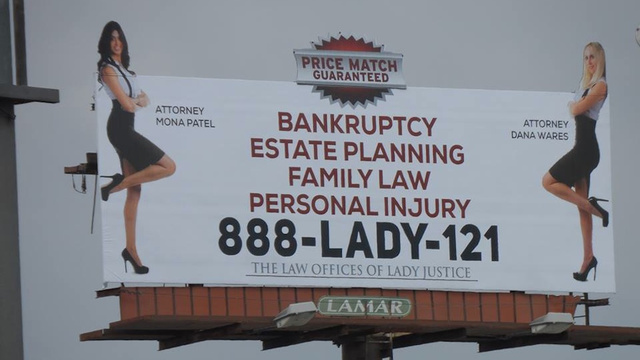 PRICE MATCH
GUARANTEED
ATTORNEY
MONA PATEL
ATTORNEY
DANA WARES
BANKRUPTCY
ESTATE PLANNING
FAMILY LAW
PERSONAL INJURY
888-LADY-121
THE LAW OFFICES OF LADY JUSTICE
LAMAR